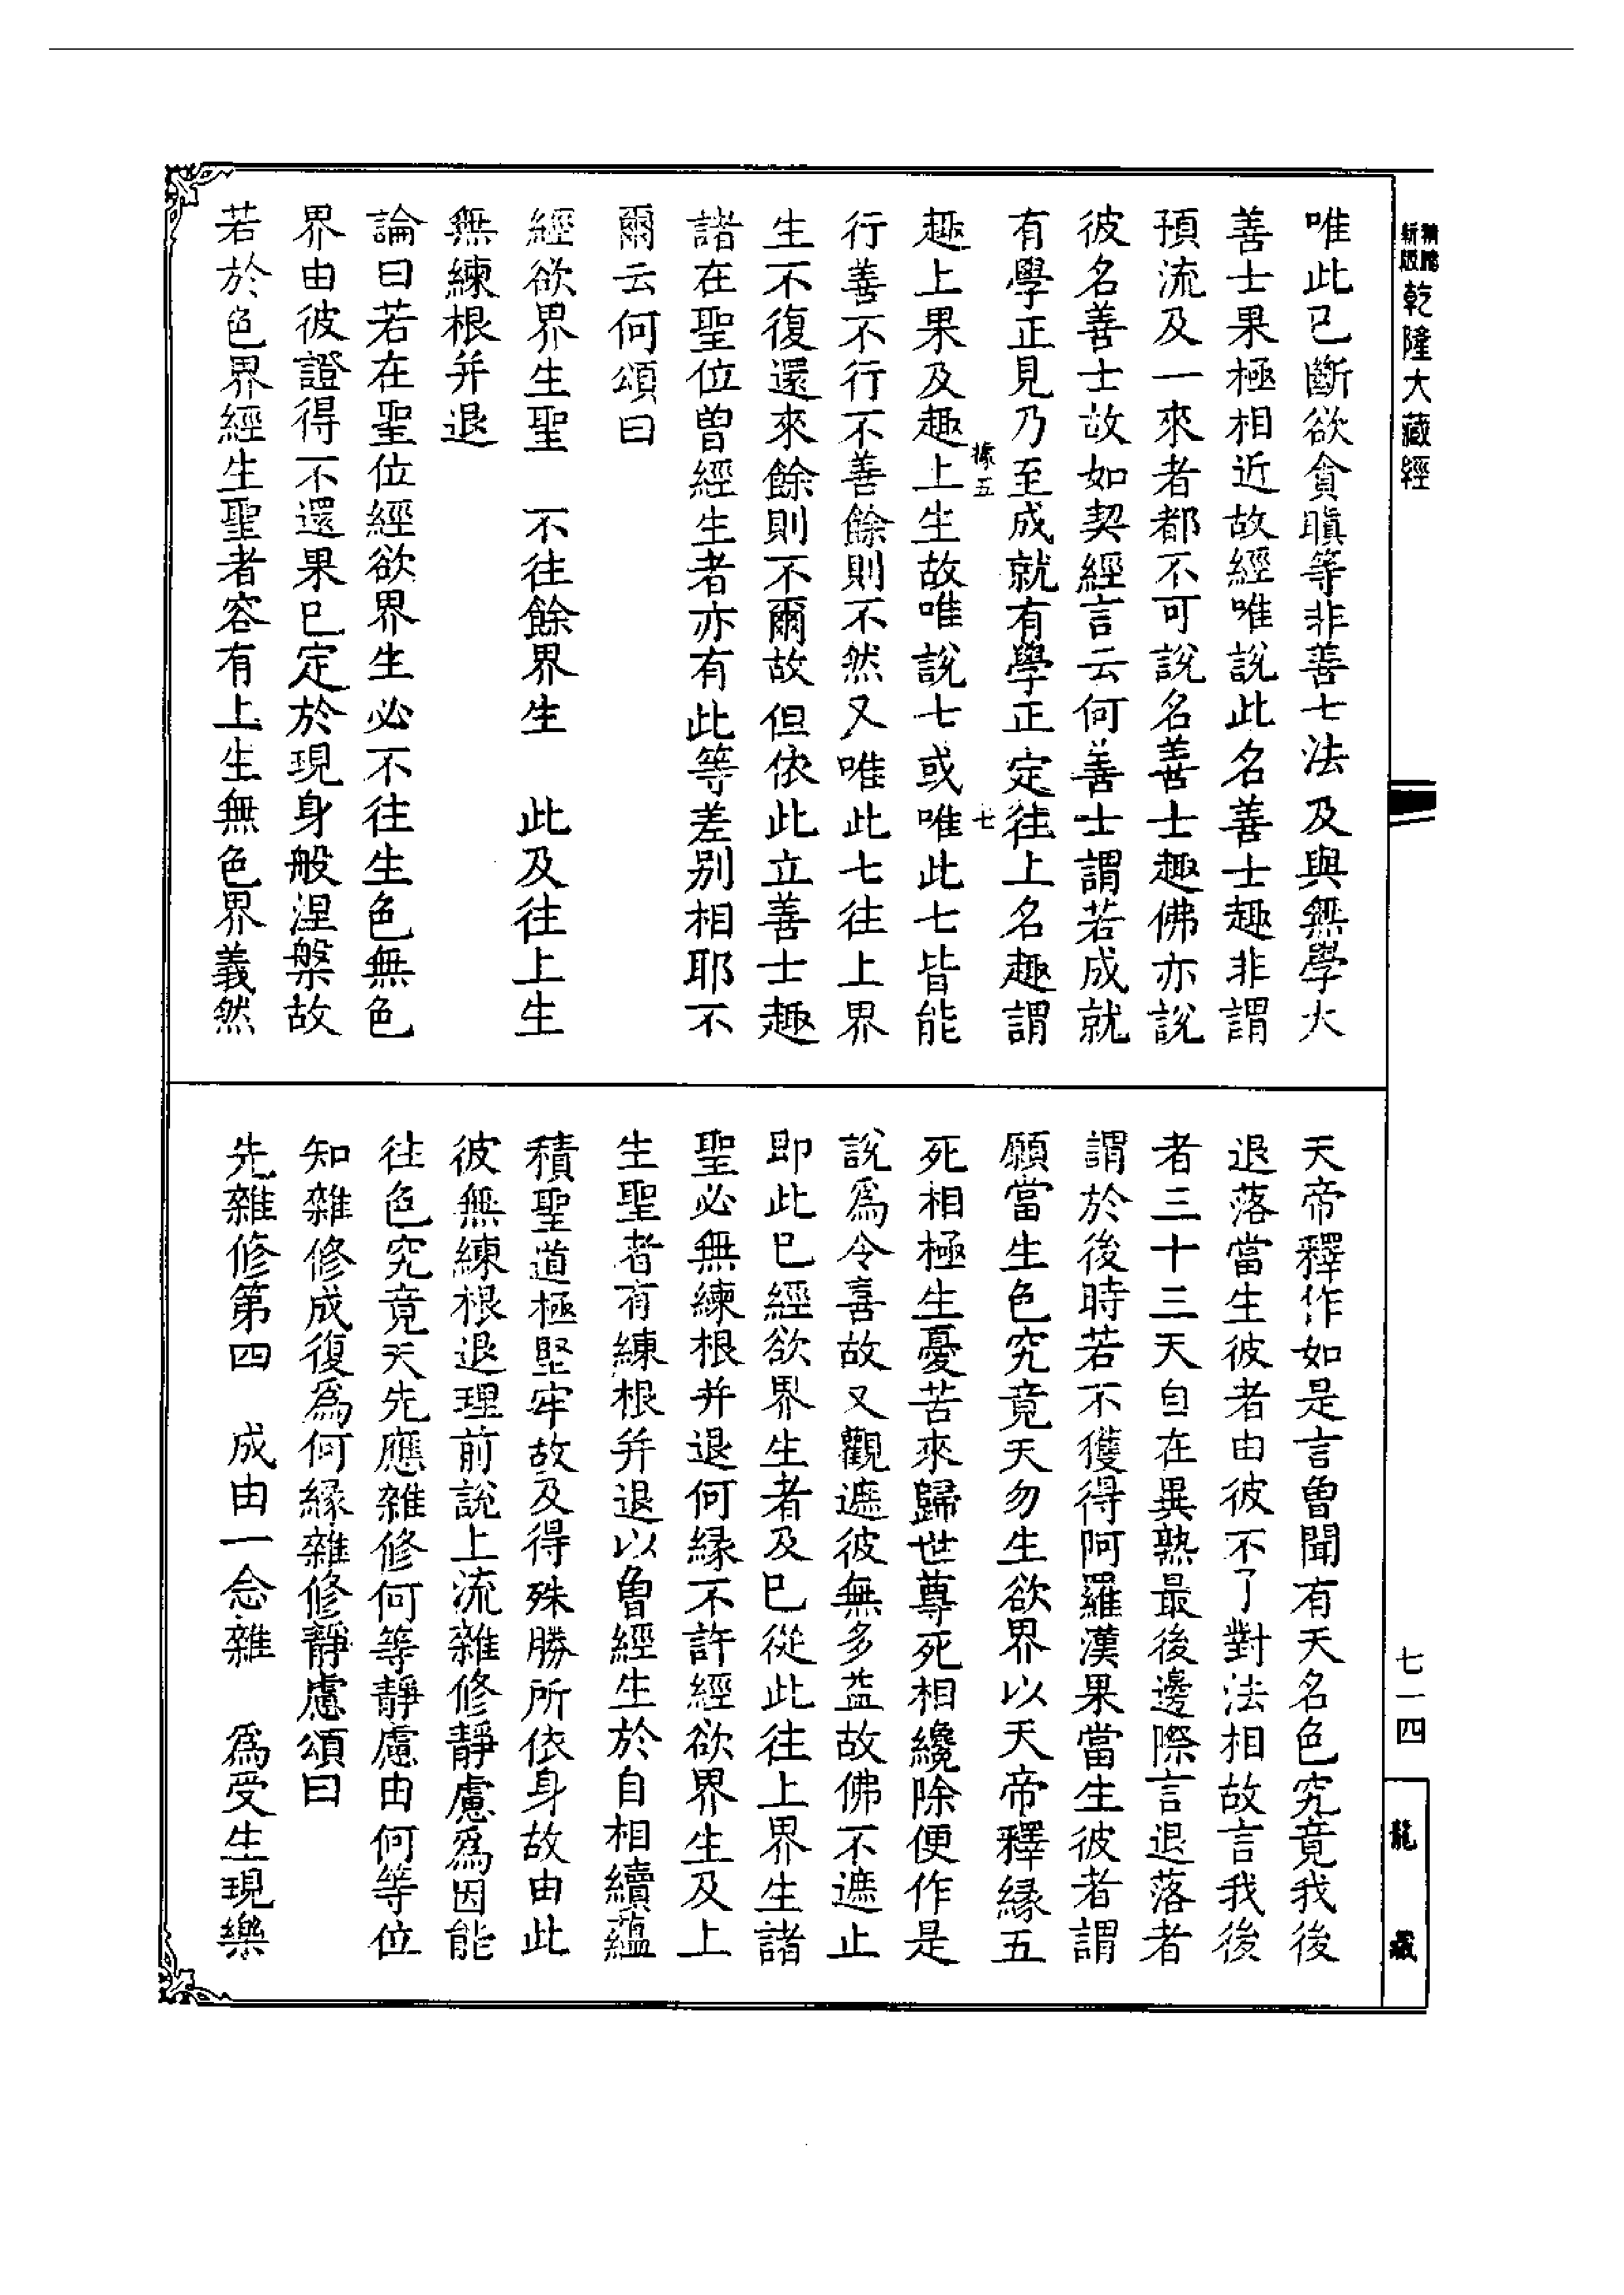 新版
精縮
乾隆大藏經
唯此已斷欲貪瞋等非善士法及與無學大
善士果極相近故經唯說此名善士趣非謂
預流及一來者都不可說名善士趣佛亦說
彼名善士故如契經言云何善士謂若成就
有學正見乃至成就有學正定往上名趣謂
據五 七
趣上果及趣上生故唯說七或唯此七皆能
行善不行不善餘則不然又唯此七往上界
生不復還來餘則不爾故但依此立善士趣
諸在聖位曾經生者亦有此等差别相耶不
爾云何頌曰
經欲界生聖 不往餘界生 此及往上生
無練根并退
論曰若在聖位經欲界生必不往生色無色
界由彼證得不還果已定於現身般涅槃故
若於色界經生聖者容有上生無色界義然
天帝釋作如是言曾聞有天名色究竟我後
退落當生彼者由彼不了對法相故言我後
者三十三天自在異熟最後邊際言退落者
謂於後時若不獲得阿羅漢果當生彼者謂
願當生色究竟天勿生欲界以天帝釋緣五
死相極生憂苦來歸世尊死相纔除便作是
說爲令喜故又觀遮彼無多益故佛不遮止
即此已經欲界生者及已從此往上界生諸
聖必無練根并退何緣不許經欲界生及上
生聖者有練根并退以曾經生於自相續蘊
積聖道極堅牢故及得殊勝所依身故由此
彼無練根退理前説上流雜修靜慮爲因能
往色究竟天先應雜修何等靜慮由何等位
知雜修成復爲何緣雜修靜慮頌曰
先雜修第四 成由一念雜 爲受生現樂
七一四
龍藏